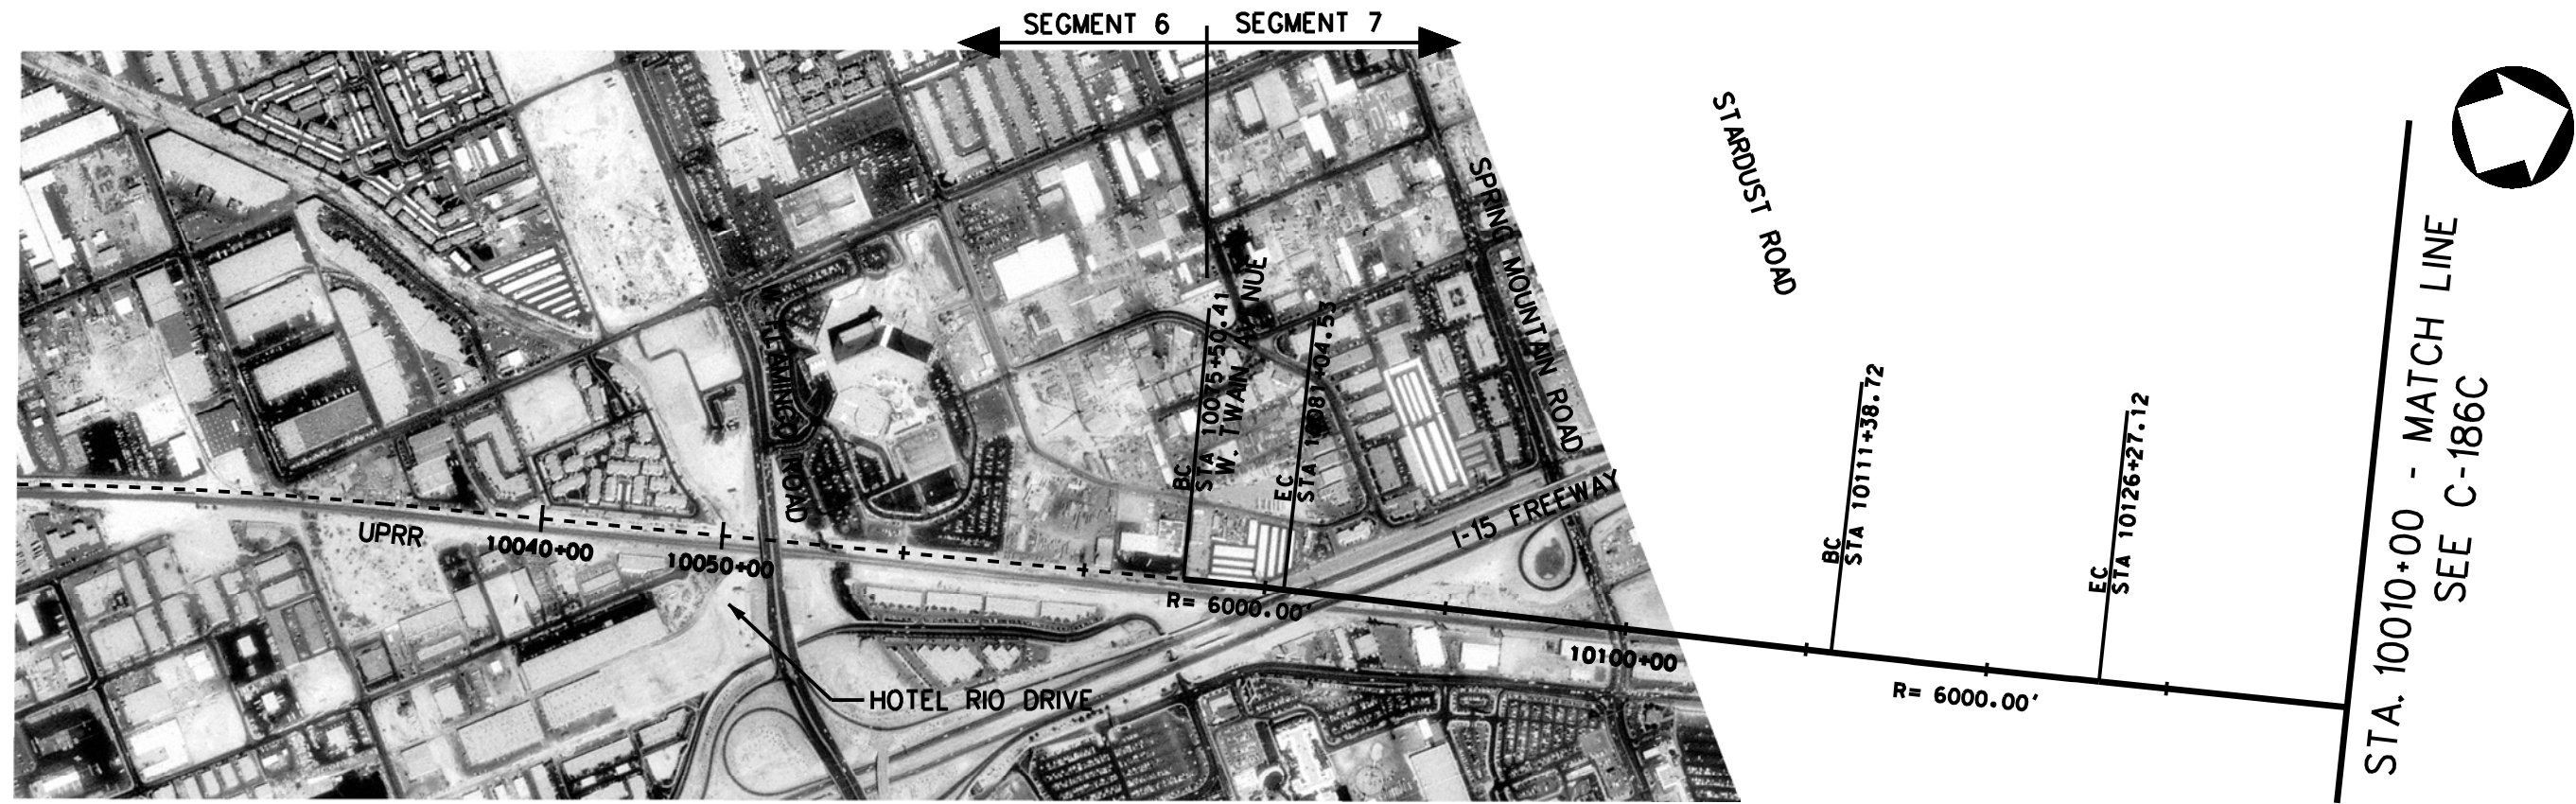 SEGMENT 6
SEGMENT 7
STARDUST ROAD
SPRING MOUNTAIN ROAD
W. TWAIN AVENUE
BC
STA 10075+50.41
EC
STA 10081+04.53
ROAD
I-15 FREEWAY
UPRR
10040+00
10050+00
R= 6000.00'
10100+00
HOTEL RIO DRIVE
BC
STA 10111+38.72
EC
STA 10126+27.12
R= 6000.00'
STA. 10010+00 - MATCH LINE
SEE C-186C